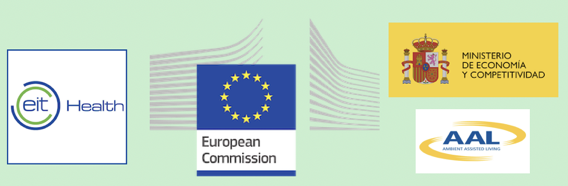 eit Health
European
Commission
MINISTERIO
DE ECONOMÍA
Y COMPETITIVIDAD
AAL
AMBIENT ASSISTED LIVING